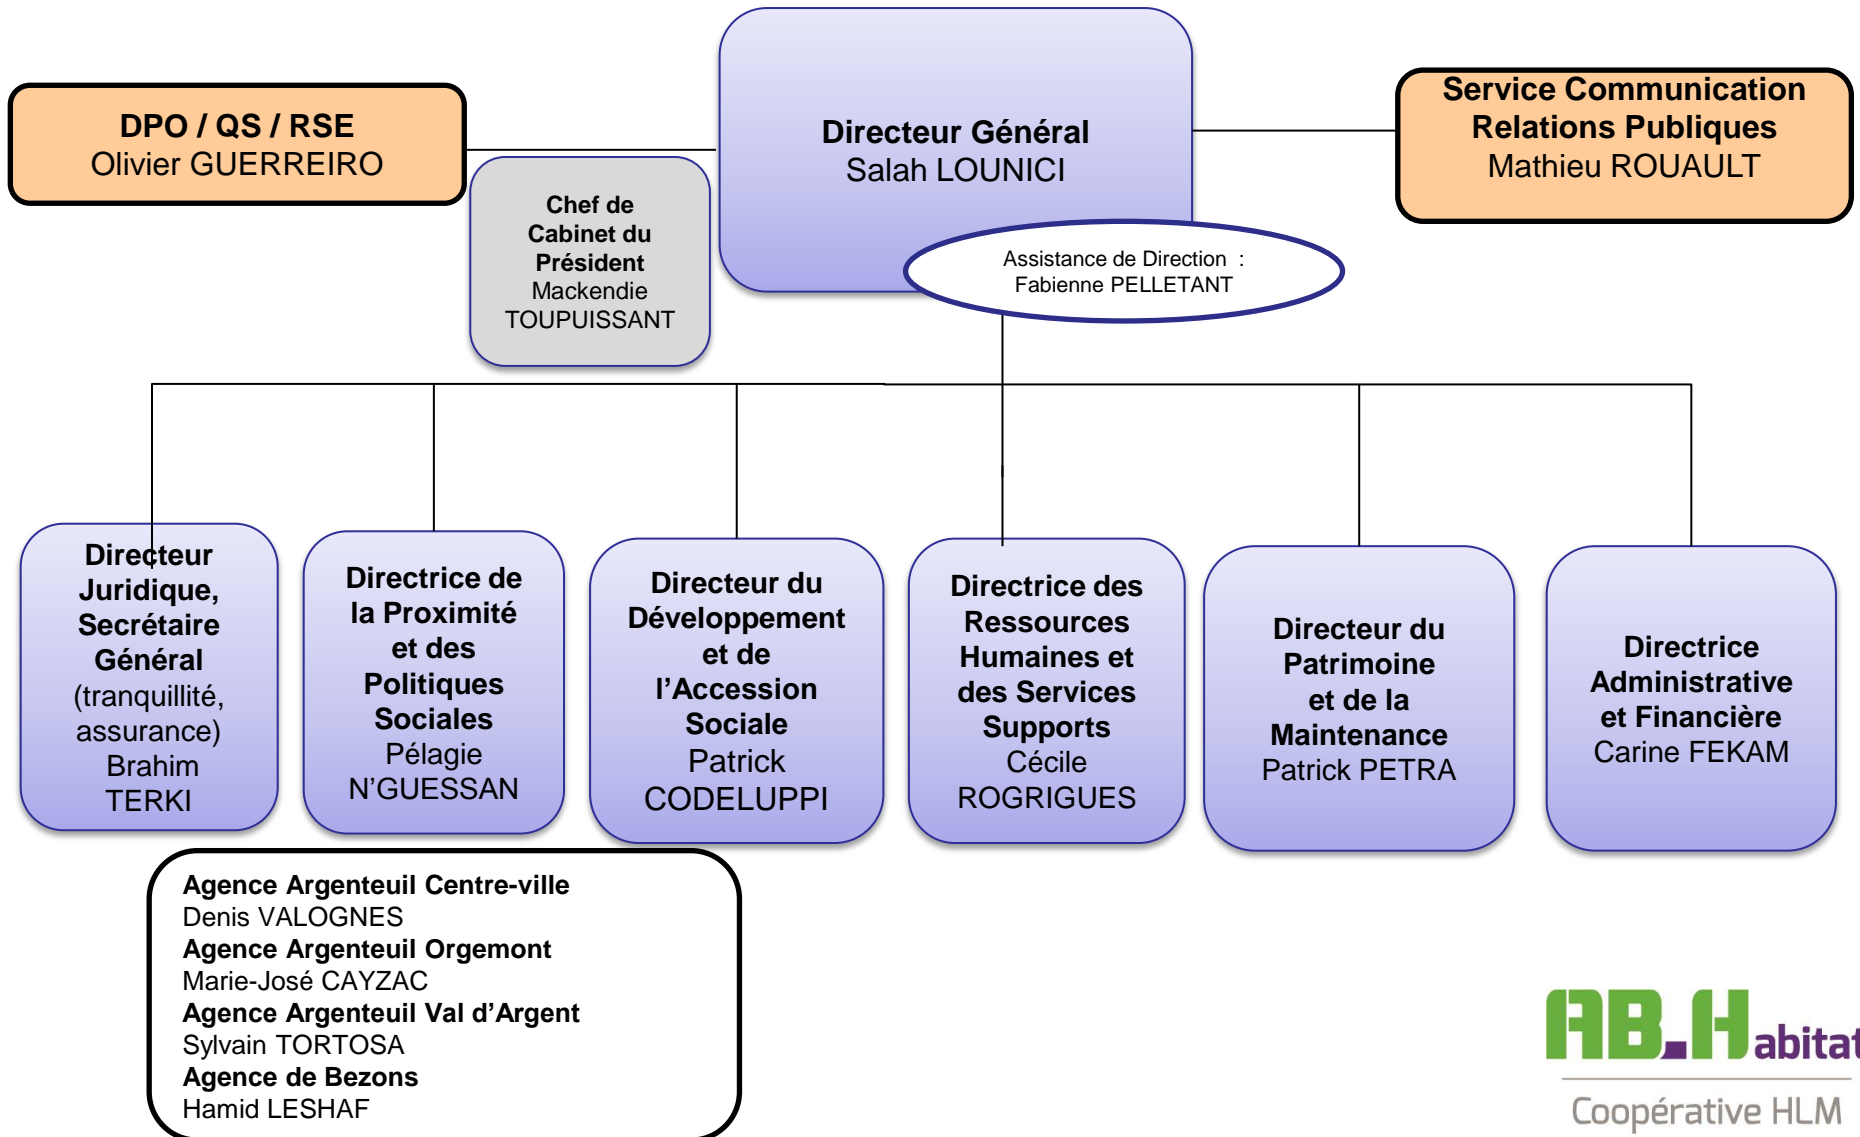 DPO / QS / RSE
Olivier GUERREIRO
Directeur Général
Salah LOUNICI
Service Communication
Relations Publiques
Mathieu ROUAULT
Chef de
Cabinet du
Président
Mackendie
TOUPUISSANT
Assistance de Direction :
Fabienne PELLETANT
Directeur
Juridique,
Secrétaire
Général
(tranquillité,
assurance)
Brahim
TERKI
Directrice de
la Proximité
et des
Politiques
Sociales
Pélagie
N’GUESSAN
Directeur du
Développement
et de
l’Accession
Sociale
Patrick
CODELUPPI
Directrice des
Ressources
Humaines et
des Services
Supports
Cécile
ROGRIGUES
Directeur du
Patrimoine
et de la
Maintenance
Patrick PETRA
Directrice
Administrative
et Financière
Carine FEKAM
Agence Argenteuil Centre-ville
Denis VALOGNES
Agence Argenteuil Orgemont
Marie-José CAYZAC
Agence Argenteuil Val d’Argent
Sylvain TORTOSA
Agence de Bezons
Hamid LESHAF
AB-Habitat
Coopérative HLM